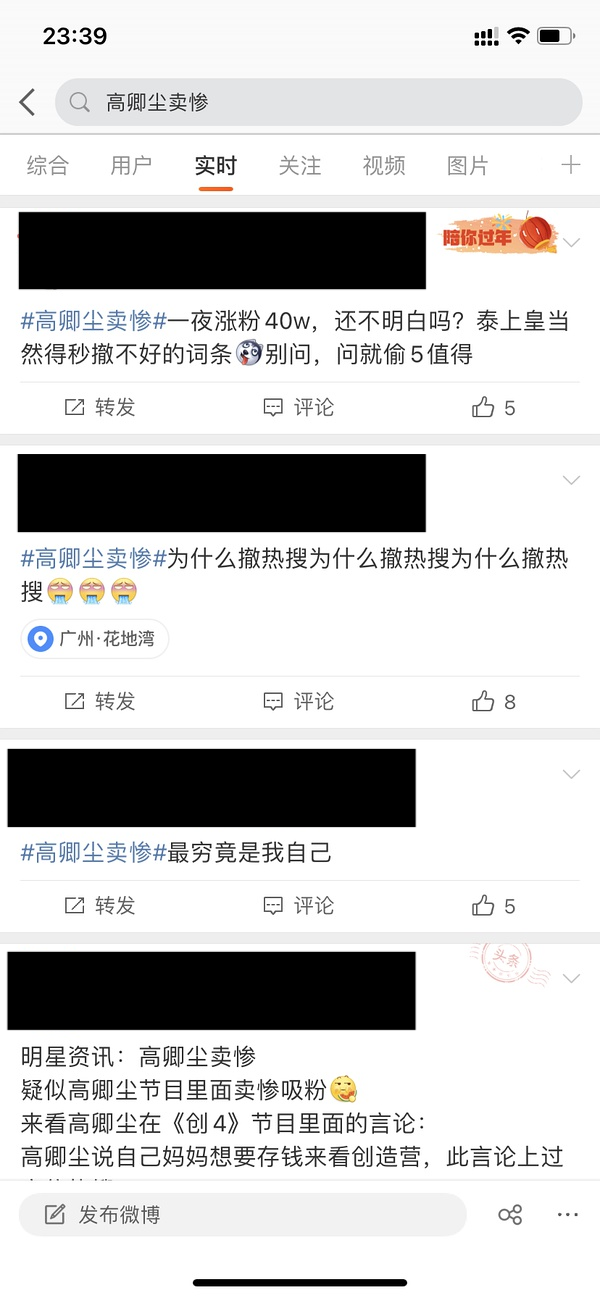 23:39
高卿尘卖惨
综合 用户 实时 关注 视频 图片
陪你过年
#高卿尘卖惨#一夜涨粉40w，还不明白吗？泰上皇当
然得秒撤不好的词条别问，问就偷5值得
转发 评论 5
#高卿尘卖惨#为什么撤热搜为什么撤热搜为什么撤热
搜
广州·花地湾
转发 评论 8
#高卿尘卖惨#最穷竟是我自己
转发 评论 5
头条
明星资讯：高卿尘卖惨
疑似高卿尘节目里面卖惨吸粉
来看高卿尘在《创4》节目里面的言论：
高卿尘说自己妈妈想要存钱来看创造营，此言论上过
发布微博